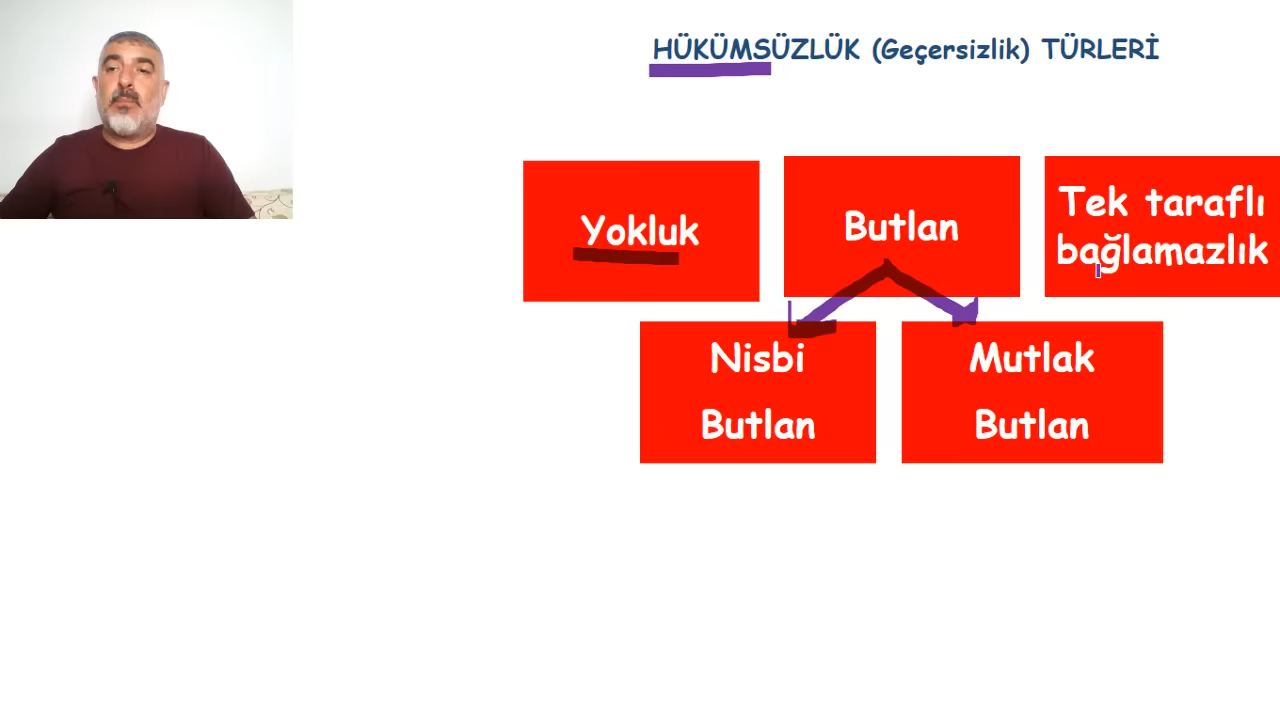 HÜKÜMSÜZLÜK (Geçersizlik) TÜRLERİ
Yokluk
Butlan
Tek taraflı
bağlamazlık
Nisbi
Butlan
Mutlak
Butlan